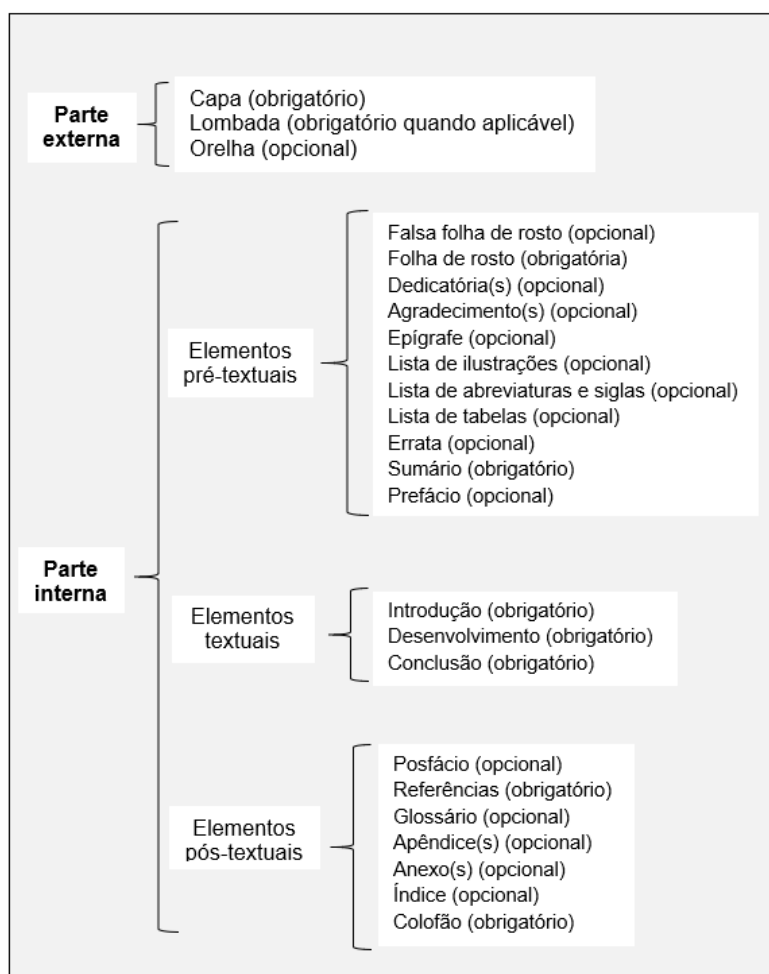 Parte
externa
Capa (obrigatório)
Lombada (obrigatório quando aplicável)
Orelha (opcional)
Parte
interna
Elementos
pré-textuais
Falsa folha de rosto (opcional)
Folha de rosto (obrigatória)
Dedicatória(s) (opcional)
Agradecimento(s) (opcional)
Epígrafe (opcional)
Lista de ilustrações (opcional)
Lista de abreviaturas e siglas (opcional)
Lista de tabelas (opcional)
Errata (opcional)
Sumário (obrigatório)
Prefácio (opcional)
Elementos
textuais
Introdução (obrigatório)
Desenvolvimento (obrigatório)
Conclusão (obrigatório)
Elementos
pós-textuais
Posfácio (opcional)
Referências (obrigatório)
Glossário (opcional)
Apêndice(s) (opcional)
Anexo(s) (opcional)
Índice (opcional)
Colofão (obrigatório)